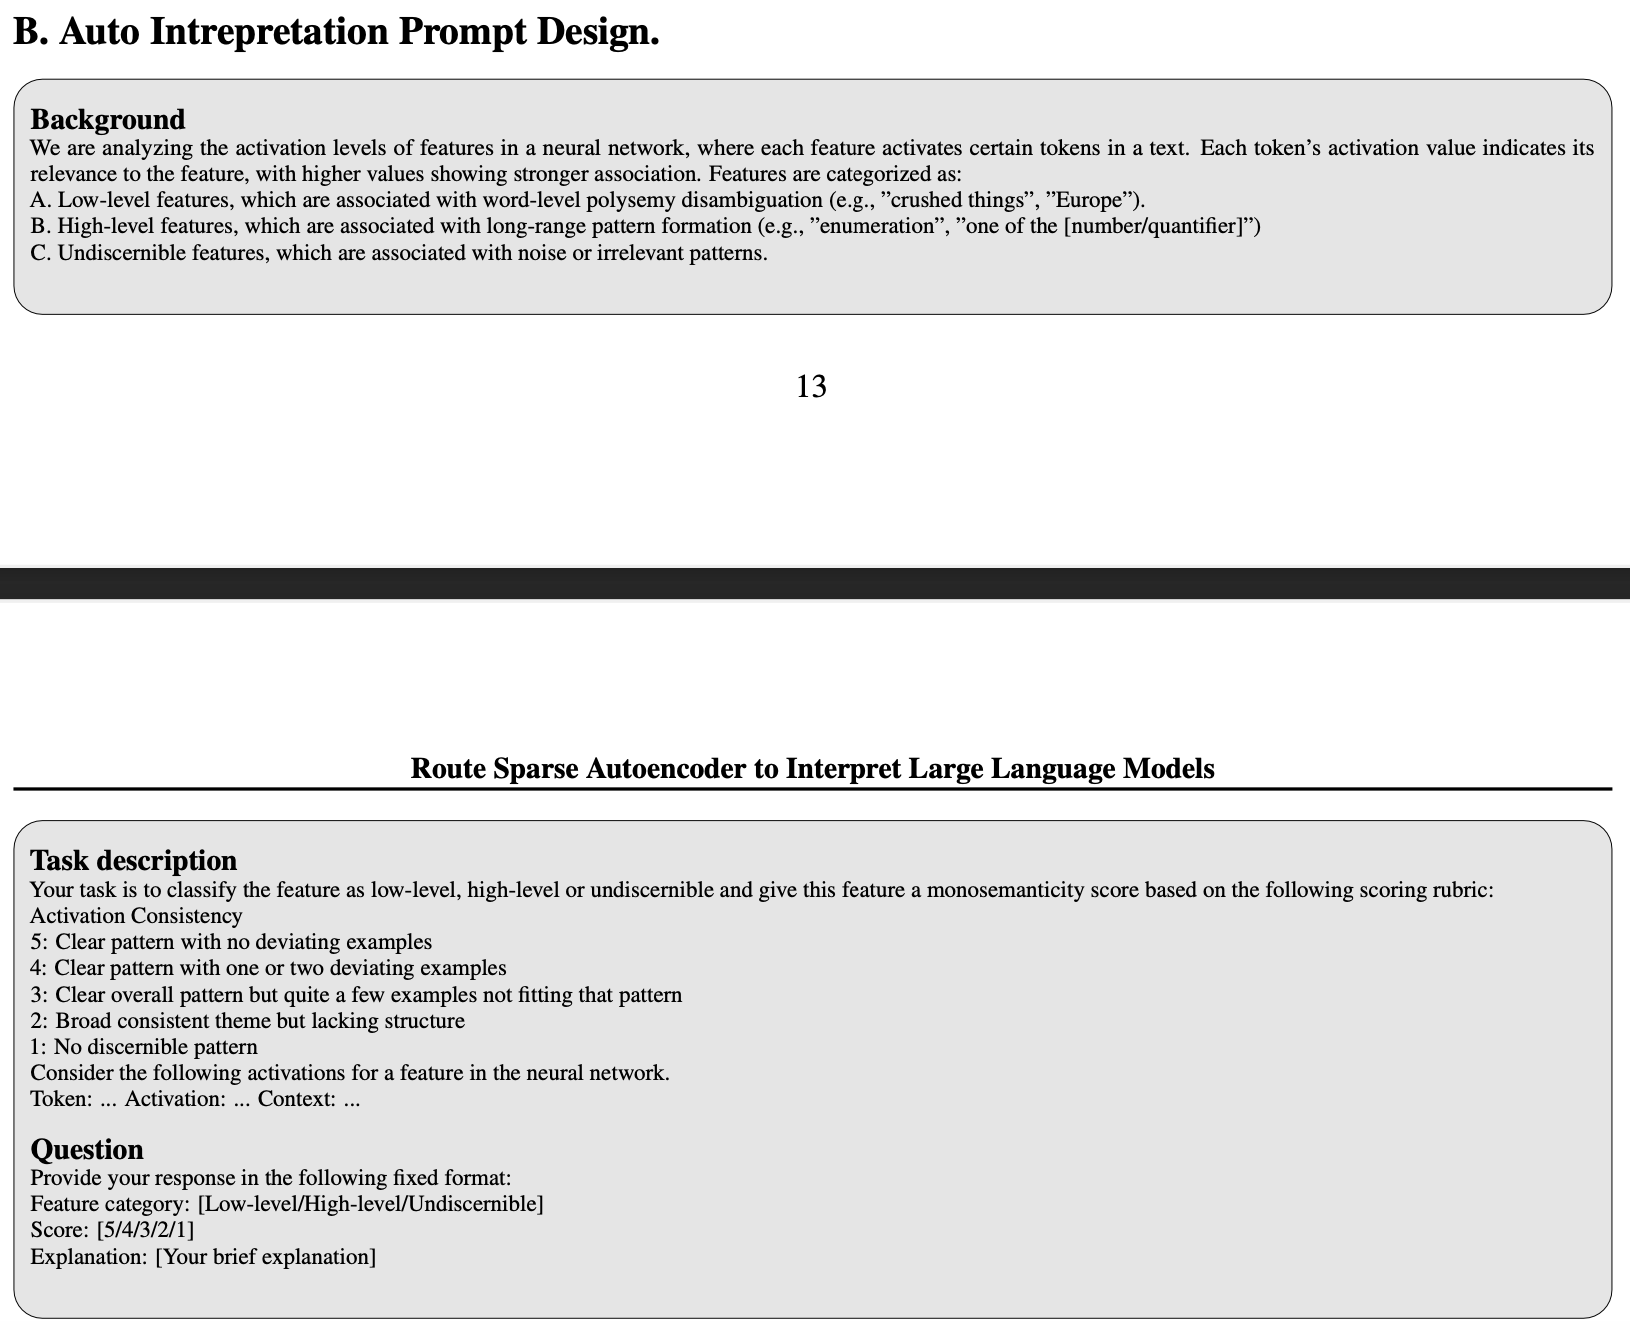 B. Auto Intrepretation Prompt Design.
Background
We are analyzing the activation levels of features in a neural network, where each feature activates certain tokens in a text. Each token’s activation value indicates its
relevance to the feature, with higher values showing stronger association. Features are categorized as:
A. Low-level features, which are associated with word-level polysemy disambiguation (e.g., ”crushed things”, ”Europe”).
B. High-level features, which are associated with long-range pattern formation (e.g., ”enumeration”, ”one of the [number/quantifier]”)
C. Undiscernible features, which are associated with noise or irrelevant patterns.
13
Route Sparse Autoencoder to Interpret Large Language Models
Task description
Your task is to classify the feature as low-level, high-level or undiscernible and give this feature a monosemanticity score based on the following scoring rubric:
Activation Consistency
5: Clear pattern with no deviating examples
4: Clear pattern with one or two deviating examples
3: Clear overall pattern but quite a few examples not fitting that pattern
2: Broad consistent theme but lacking structure
1: No discernible pattern
Consider the following activations for a feature in the neural network.
Token: ... Activation: ... Context: ...
Question
Provide your response in the following fixed format:
Feature category: [Low-level/High-level/Undiscernible]
Score: [5/4/3/2/1]
Explanation: [Your brief explanation]